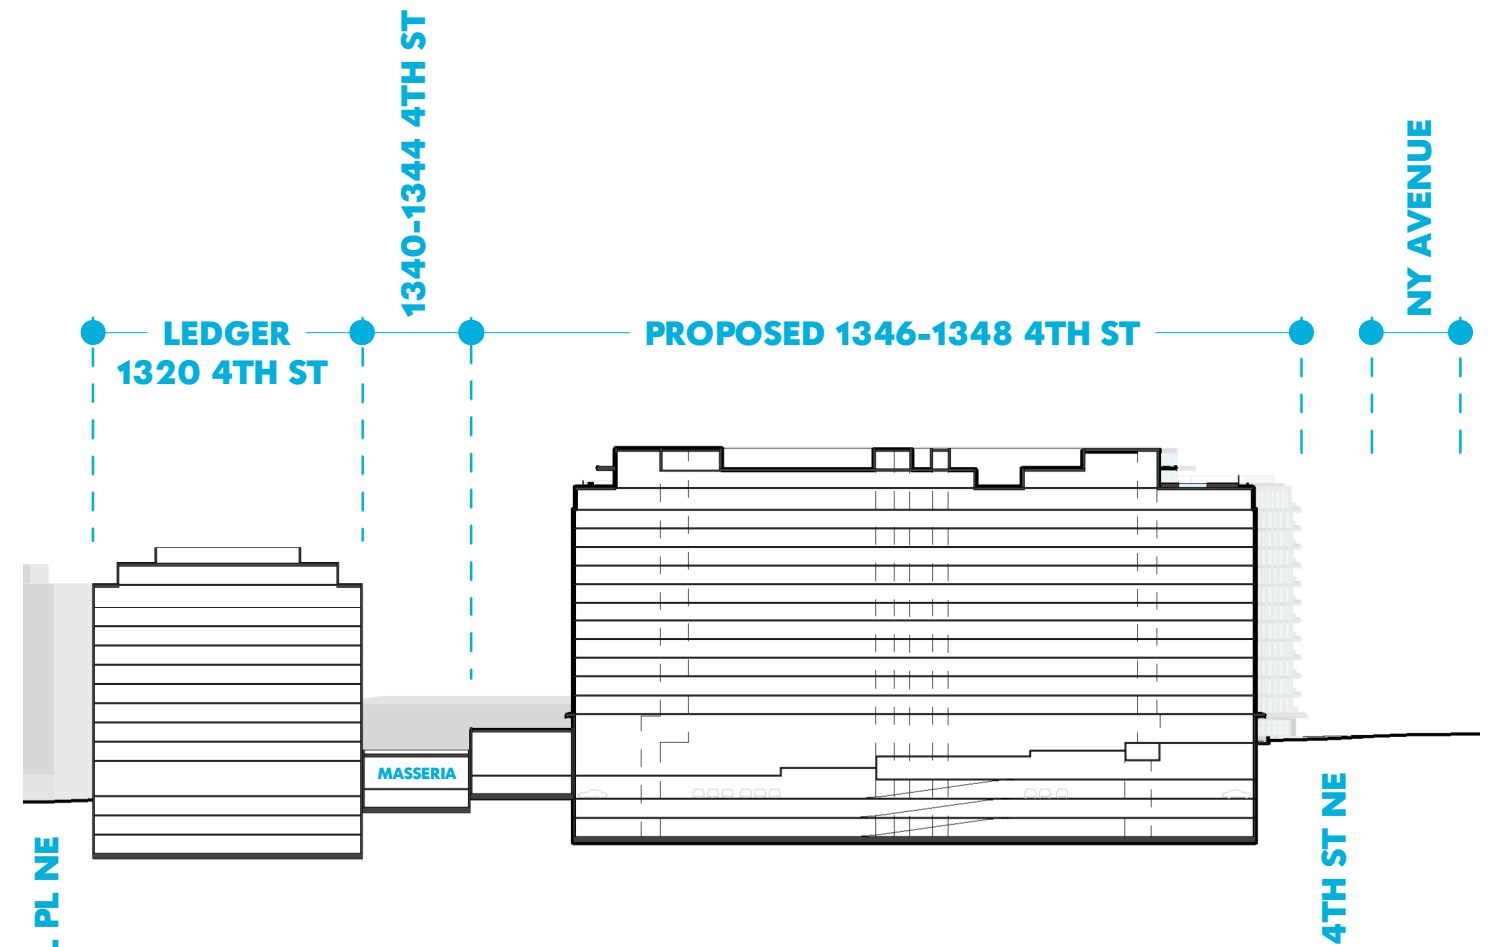 1340-1344 4TH ST
NY AVENUE
LEDGER
1320 4TH ST
PROPOSED 1346-1348 4TH ST
MASSERIA
PL NE
4TH ST NE